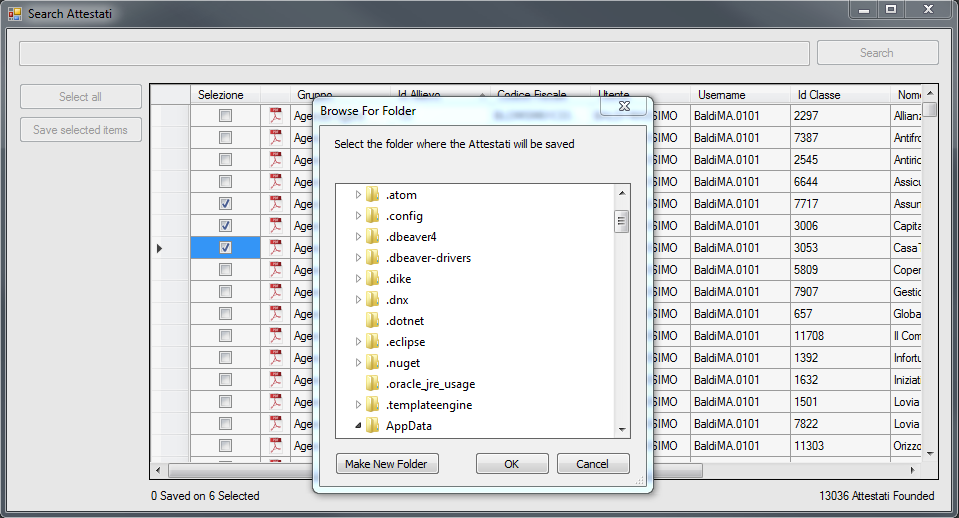 Search Attestati
Search
Select all
Save selected items
Selezione Gruppo Id Allievo Codice Fiscale Utente Username Id Classe Nome
Age SIMO BaldiMA.0101 2297 Allianz
Age SIMO BaldiMA.0101 7387 Antifro
Age SIMO BaldiMA.0101 2545 Antiric
Age SIMO BaldiMA.0101 6644 Assicu
Age SIMO BaldiMA.0101 7717 Assun
Age SIMO BaldiMA.0101 3006 Capita
Age SIMO BaldiMA.0101 3053 CasaT
Age SIMO BaldiMA.0101 5809 Coper
Age SIMO BaldiMA.0101 7907 Gestio
Age SIMO BaldiMA.0101 657 Globa
Age SIMO BaldiMA.0101 11708 Il Com
Age SIMO BaldiMA.0101 1392 Infortu
Age SIMO BaldiMA.0101 1632 Iniziat
Age SIMO BaldiMA.0101 1501 Lovia
Age SIMO BaldiMA.0101 7822 Lovia
Age SIMO BaldiMA.0101 11303 Orizzo
Browse For Folder
Select the folder where the Attestati will be saved
.atom
.config
.dbeaver4
.dbeaver-drivers
.dike
.dnx
.dotnet
.eclipse
.nuget
.oracle_jre_usage
.templateengine
AppData
Make New Folder OK Cancel
0 Saved on 6 Selected
13036 Attestati Founded